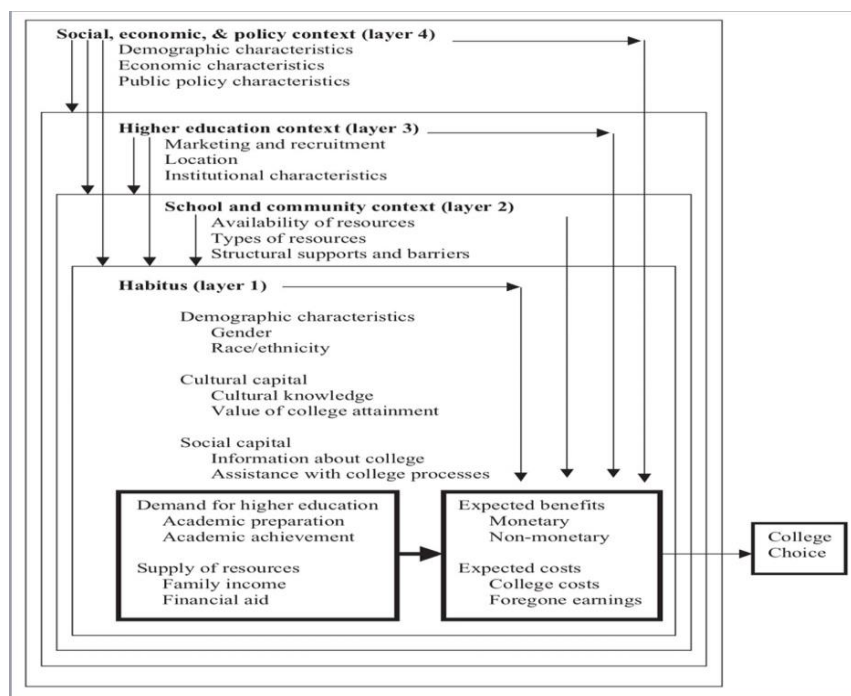 Social, economic, & policy context (layer 4)
Demographic characteristics
Economic characteristics
Public policy characteristics
Higher education context (layer 3)
Marketing and recruitment
Location
Institutional characteristics
School and community context (layer 2)
Availability of resources
Types of resources
Structural supports and barriers
Habitus (layer 1)
Demographic characteristics
Gender
Race/ethnicity
Cultural capital
Cultural knowledge
Value of college attainment
Social capital
Information about college
Assistance with college processes
Demand for higher education
Academic preparation
Academic achievement
Supply of resources
Family income
Financial aid
Expected benefits
Monetary
Non-monetary
Expected costs
College costs
Foregone earnings
College
Choice